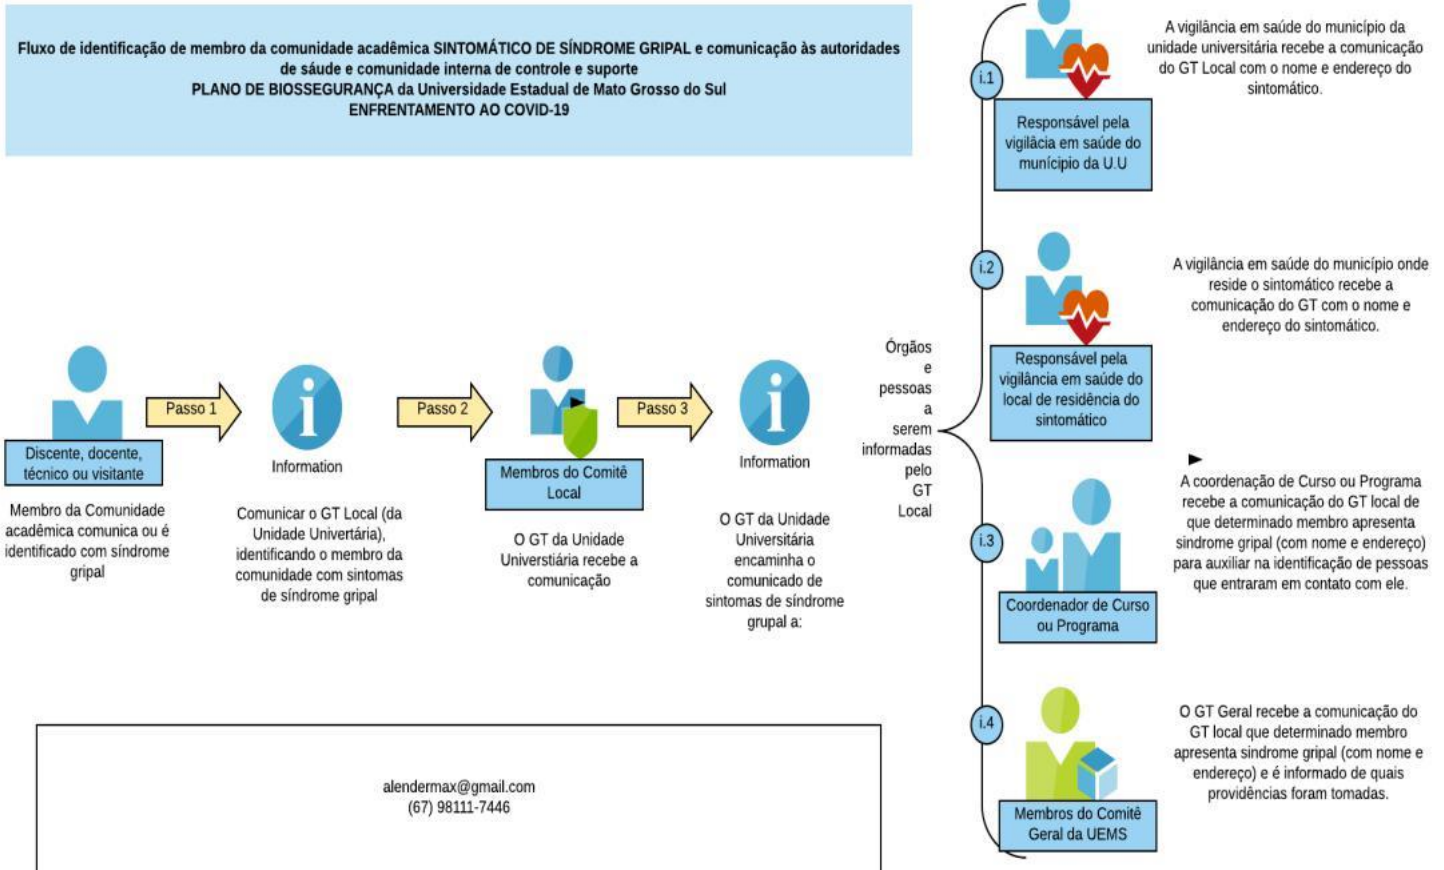 Fluxo de identificação de membro da comunidade acadêmica SINTOMÁTICO DE SÍNDROME GRIPAL e comunicação às autoridades
de sáude e comunidade interna de controle e suporte
PLANO DE BIOSSEGURANÇA da Universidade Estadual de Mato Grosso do Sul
ENFRENTAMENTO AO COVID-19
Discente, docente,
técnico ou visitante
Membro da Comunidade
acadêmica comunica ou é
identificado com síndrome
gripal
Passo 1
Information
Comunicar o GT Local (da
Unidade Univertária),
identificando o membro da
comunidade com sintomas
de síndrome gripal
Passo 2
Membros do Comitê
Local
O GT da Unidade
Universtiária recebe a
comunicação
Passo 3
Information
O GT da Unidade
Universitária
encaminha o
comunicado de
sintomas de síndrome
grupal a:
Órgãos
e
pessoas
a
serem
informadas
pelo
GT
Local
i.1
Responsável pela
vigilâcia em saúde do
munícipio da U.U
A vigilância em saúde do município da
unidade universitária recebe a comunicação
do GT Local com o nome e endereço do
sintomático.
i.2
Responsável pela
vigilância em saúde do
local de residência do
sintomático
A vigilância em saúde do município onde
reside o sintomático recebe a
comunicação do GT com o nome e
endereço do sintomático.
i.3
Coordenador de Curso
ou Programa
A coordenação de Curso ou Programa
recebe a comunicação do GT local de
que determinado membro apresenta
sindrome gripal (com nome e endereço)
para auxiliar na identificação de pessoas
que entraram em contato com ele.
i.4
Membros do Comitê
Geral da UEMS
O GT Geral recebe a comunicação do
GT local que determinado membro
apresenta sindrome gripal (com nome e
endereço) e é informado de quais
providências foram tomadas.
alendermax@gmail.com
(67) 98111-7446